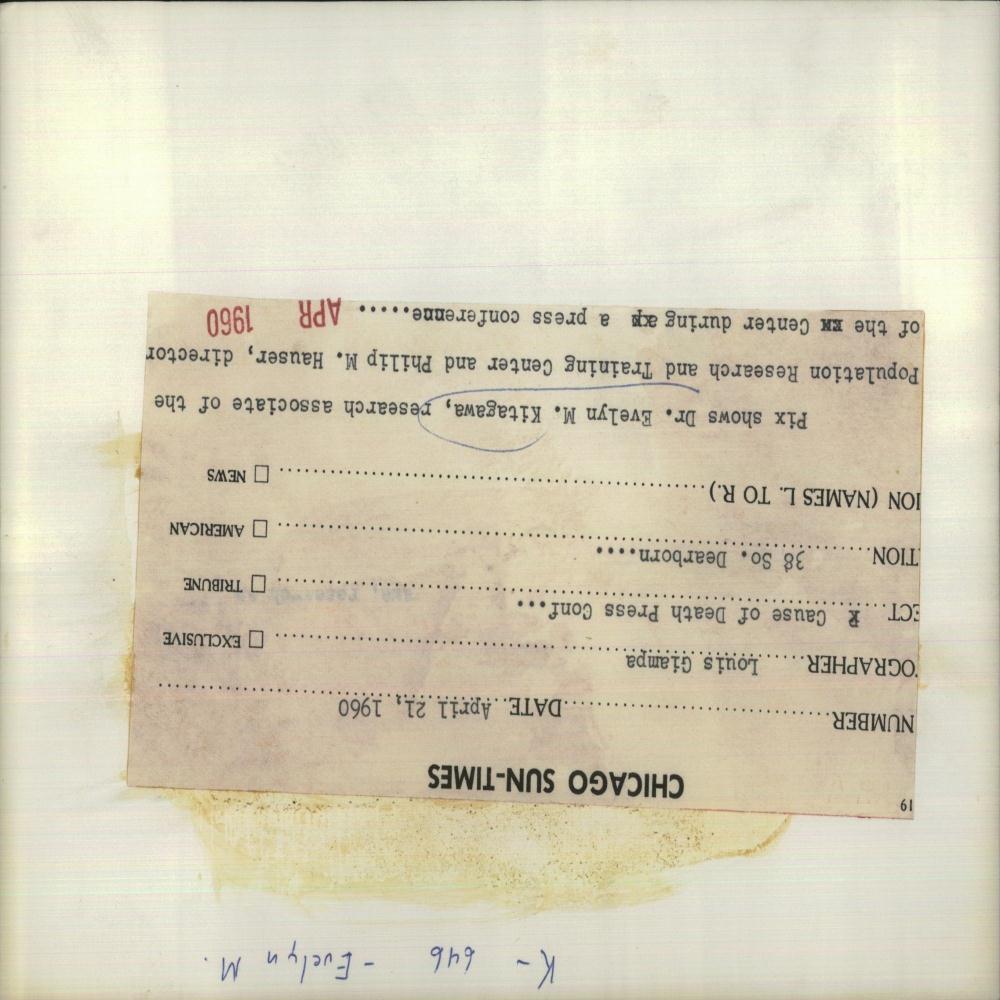 K- 646 - Evelyn M.
19
CHICAGO SUN-TIMES
NUMBER..........DATE..April 21, 1960
OGRAPHER.... Louis Giampa ☐ EXCLUSIVE
ECT. R Cause of Death Press Conf... ☐ TRIBUNE
TION 38 So. Dearborn.... ☐ AMERICAN
ION (NAMES L. TO R.) ☐ NEWS
Pix shows Dr. Evelyn M. Kitagawa, research associate of the
Population Research and Training Center and Philip M. Hauser, director
of the xx Center during axp a press conferenne..... APR 1960